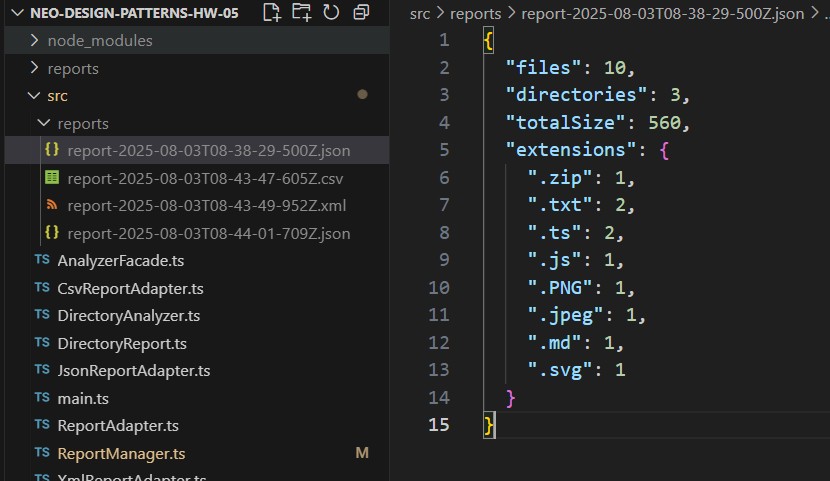 NEO-DESIGN-PATTERNS-HW-05
node_modules
reports
src
reports
{} report-2025-08-03T08-38-29-500Z.json
report-2025-08-03T08-43-47-605Z.csv
report-2025-08-03T08-43-49-952Z.xml
{} report-2025-08-03T08-44-01-709Z.json
TS AnalyzerFacade.ts
TS CsvReportAdapter.ts
TS DirectoryAnalyzer.ts
TS DirectoryReport.ts
TS JsonReportAdapter.ts
TS main.ts
TS ReportAdapter.ts
TS ReportManager.ts M
TS XmlReportAdapter.ts
src > reports > report-2025-08-03T08-38-29-500Z.json > ..
1 {
2 "files": 10,
3 "directories": 3,
4 "totalSize": 560,
5 "extensions": {
6 ".zip": 1,
7 ".txt": 2,
8 ".ts": 2,
9 ".js": 1,
10 ".PNG": 1,
11 ".jpeg": 1,
12 ".md": 1,
13 ".svg": 1
14 }
15 }